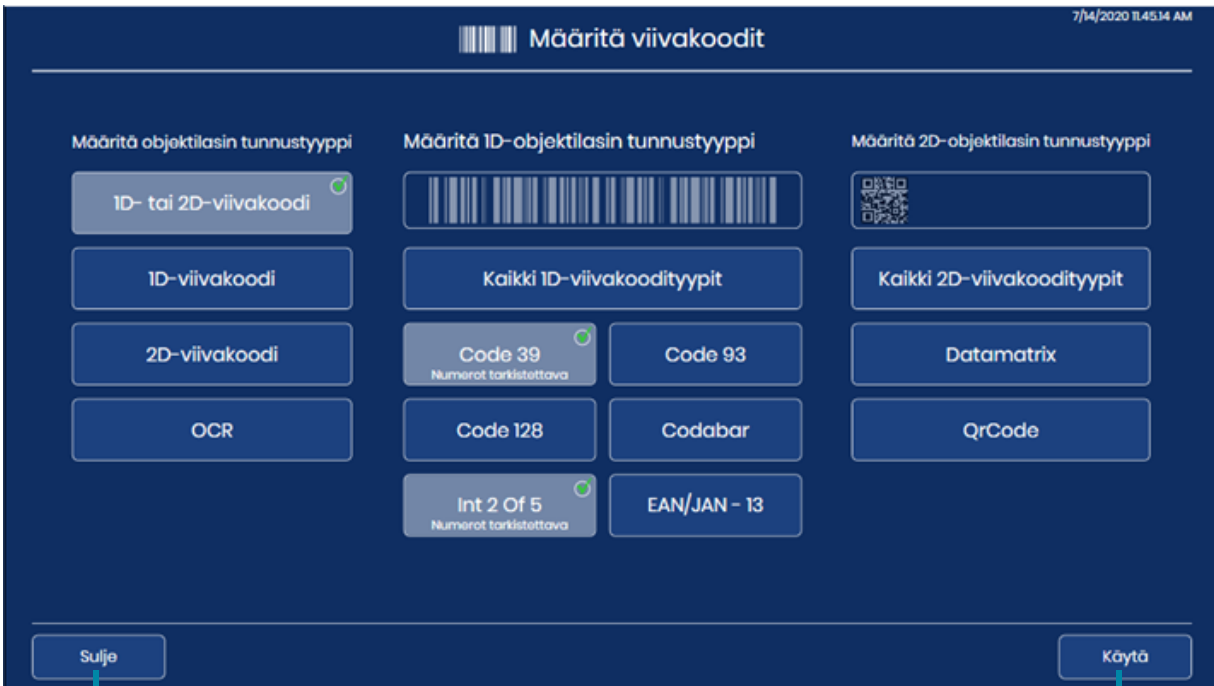 7/14/2020 11.45.14 AM
Määritä viivakoodit
Määritä objektilasin tunnustyyppi
1D- tai 2D-viivakoodi
1D-viivakoodi
2D-viivakoodi
OCR
Määritä 1D-objektilasin tunnustyyppi
Kaikki 1D-viivakoodityypit
Code 39
Numerot tarkistettava
Code 93
Code 128
Codabar
Int 2 Of 5
Numerot tarkistettava
EAN/JAN - 13
Määritä 2D-objektilasin tunnustyyppi
Kaikki 2D-viivakoodityypit
Datamatrix
QrCode
Sulje
Käytä